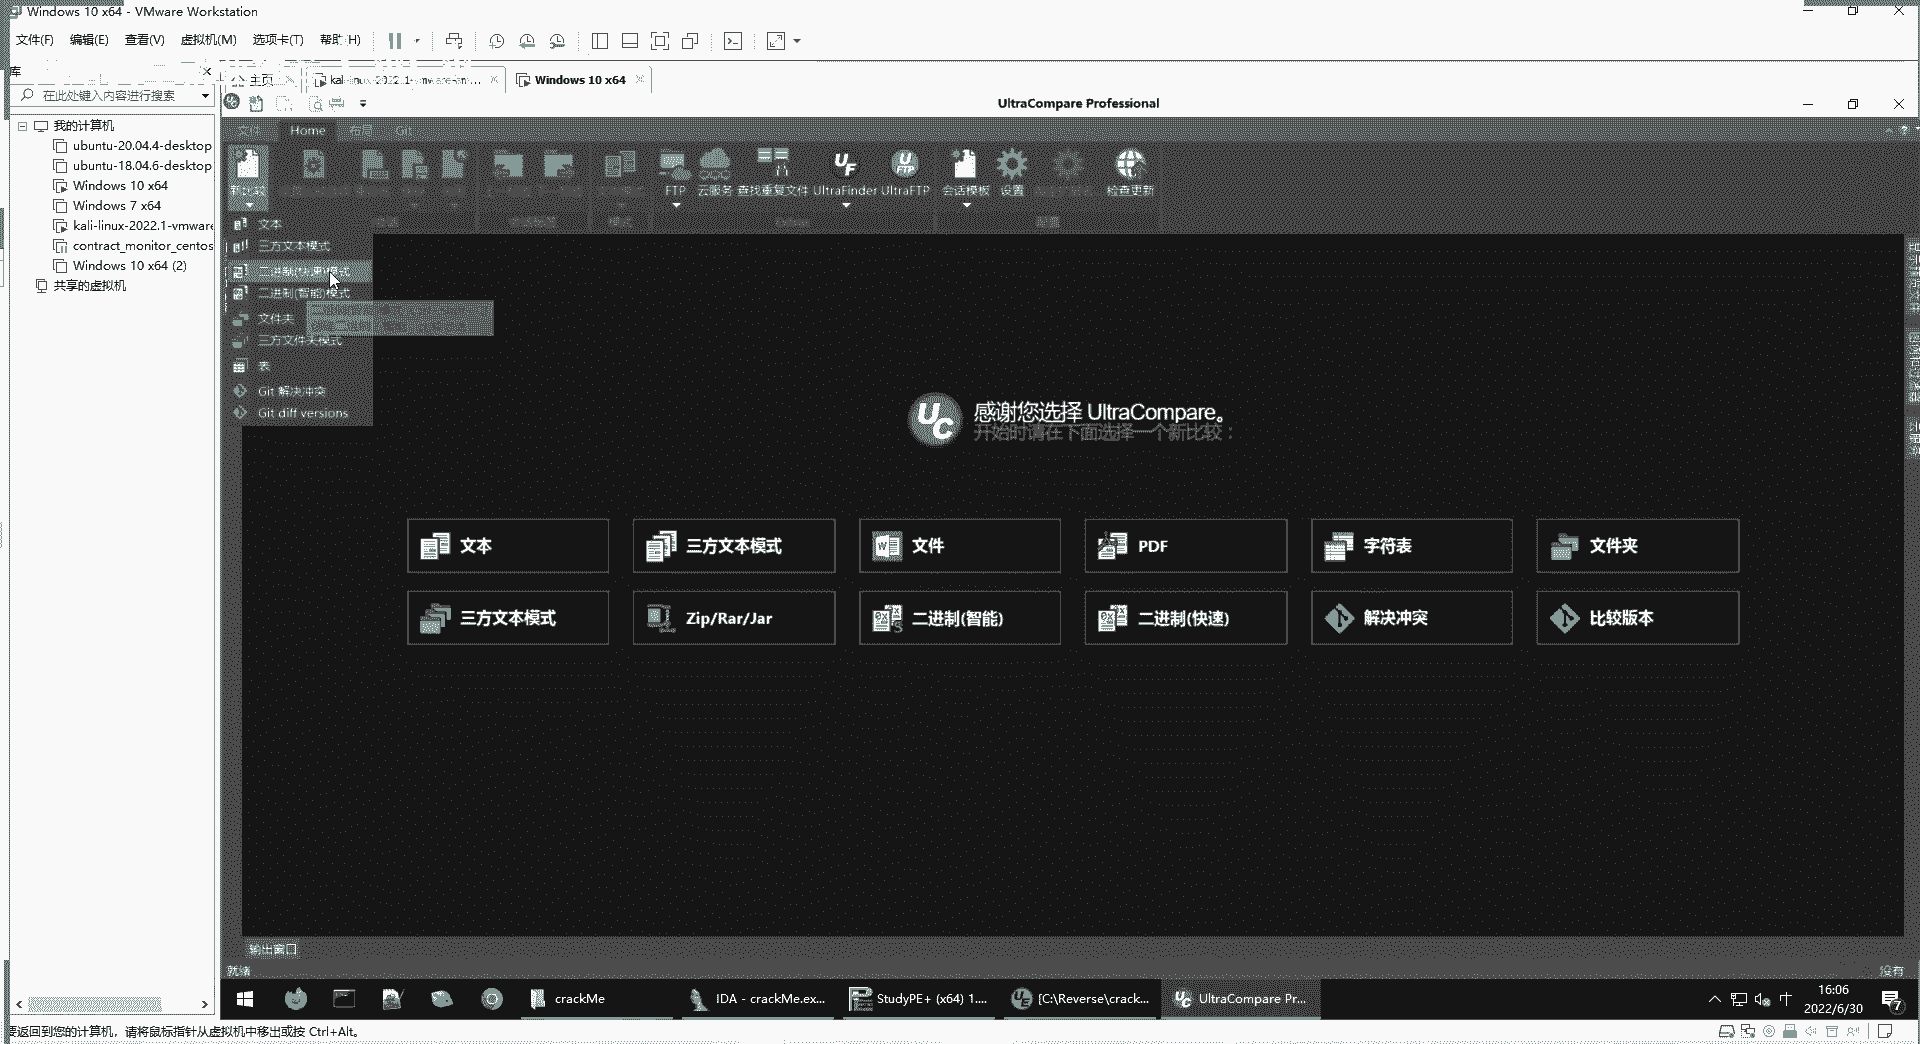 Windows 10 x64 - VMware Workstation
文件(F) 编辑(E) 查看(V) 虚拟机(M) 选项卡(T) 帮助(H)
库
主页
Windows 10 x64
在此处键入内容进行搜索
UltraCompare Professional
我的计算机
ubuntu-20.04.4-desktop
ubuntu-18.04.6-desktop
Windows 10 x64
Windows 7 x64
kali-linux-2022.1-vmware
contract_monitor_centos
Windows 10 x64 (2)
共享的虚拟机
文件 Home 布局 Git
新比较
FTP 云服务 查找重复文件 UltraFinder UltraFTP 会话模板 设置 检查更新
模式
配置
文本
三方文本模式
二进制(快速)模式
二进制(智能)模式
文件夹
三方文件夹模式
表
Git 解决冲突
Git diff versions
感谢您选择 UltraCompare。
开始时请在下面选择一个新比较：
文本 三方文本模式 文件 PDF 字符表 文件夹
三方文本模式 Zip/Rar/Jar 二进制(智能) 二进制(快速) 解决冲突 比较版本
输出窗口
就绪
没有
crackMe
IDA - crackMe.ex...
StudyPE+ (x64) 1....
[C:\Reverse\crack...
UltraCompare Pr...
中
16:06
2022/6/30
7
要返回到您的计算机，请将鼠标指针从虚拟机中移出或按 Ctrl+Alt。